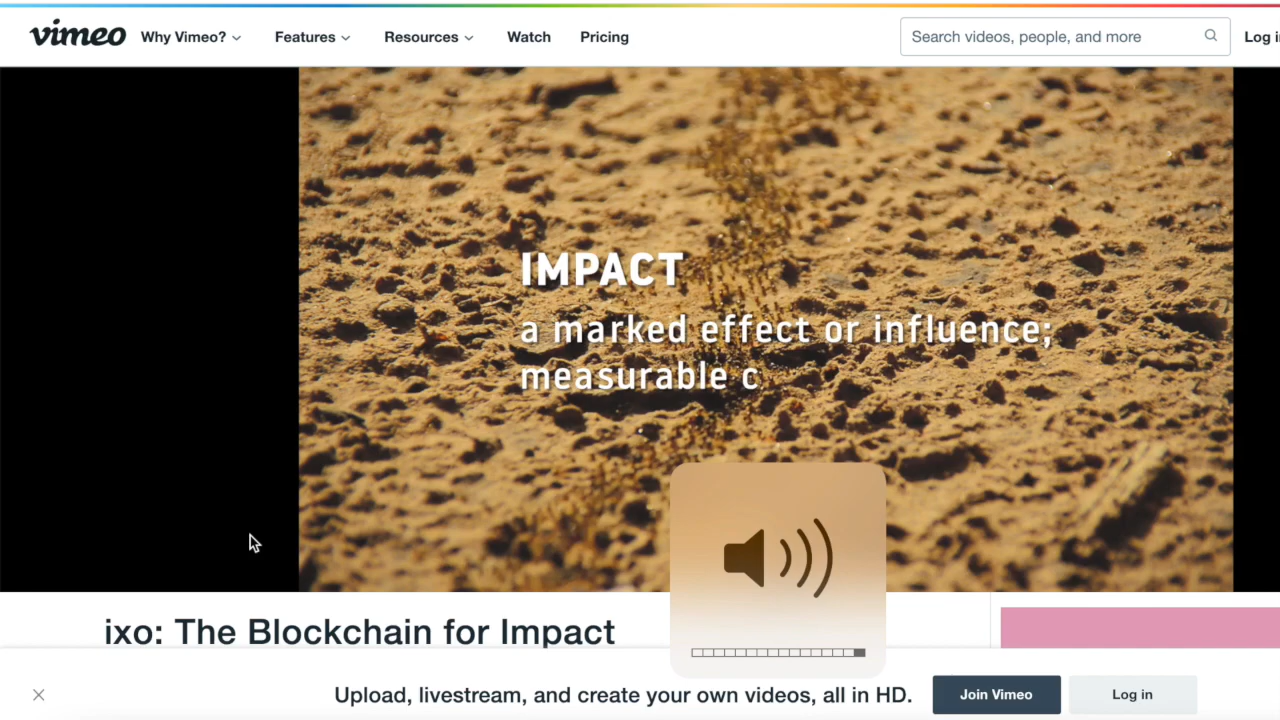 vimeo
Why Vimeo?
Features
Resources
Watch
Pricing
Search videos, people, and more
Log
IMPACT
a marked effect or influence;
measurable c
ixo: The Blockchain for Impact
Upload, livestream, and create your own videos, all in HD.
Join Vimeo
Log in